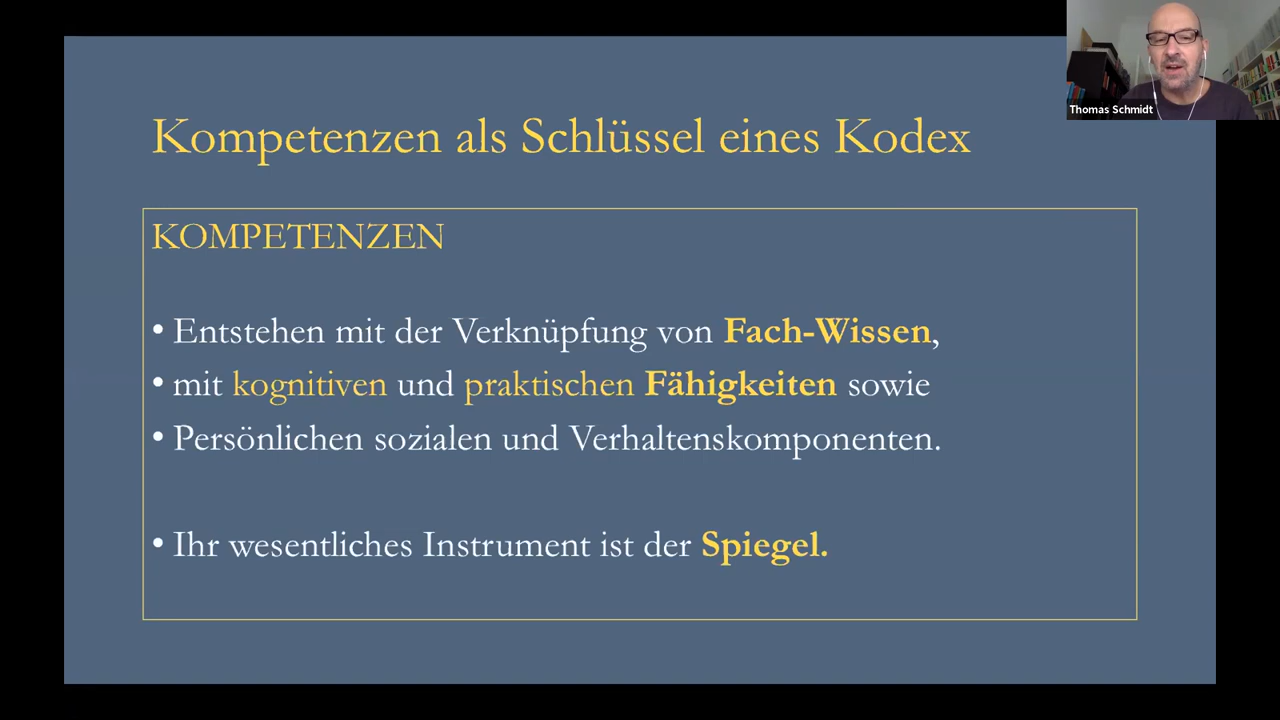 Kompetenzen als Schlüssel eines Kodex
Thomas Schmidt
KOMPETENZEN
• Entstehen mit der Verknüpfung von Fach-Wissen,
• mit kognitiven und praktischen Fähigkeiten sowie
• Persönlichen sozialen und Verhaltenskomponenten.
• Ihr wesentliches Instrument ist der Spiegel.